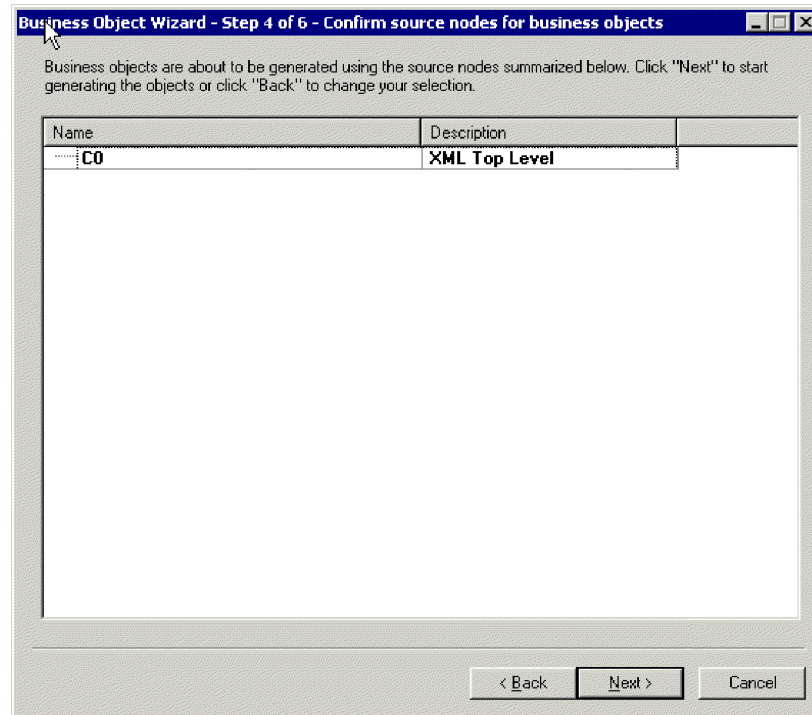 Business Object Wizard - Step 4 of 6 - Confirm source nodes for business objects
Business objects are about to be generated using the source nodes summarized below. Click "Next" to start
generating the objects or click "Back" to change your selection.
Name Description
C0 XML Top Level
< Back Next > Cancel